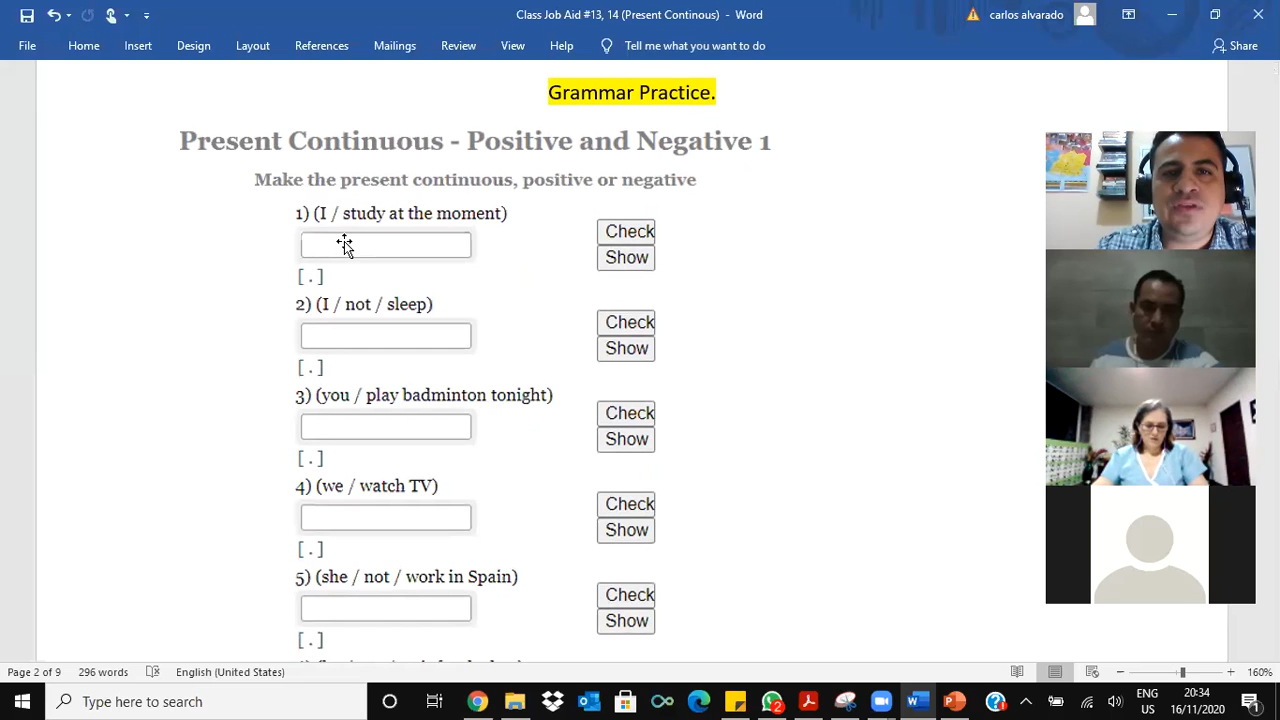 Class Job Aid #13, 14 (Present Continous) - Word
carlos alvarado
File Home Insert Design Layout References Mailings Review View Help Tell me what you want to do Share
Grammar Practice.
Present Continuous - Positive and Negative 1
Make the present continuous, positive or negative
1) (I / study at the moment)
Check
Show
[ . ]
2) (I / not / sleep)
Check
Show
[ . ]
3) (you / play badminton tonight)
Check
Show
[ . ]
4) (we / watch TV)
Check
Show
[ . ]
5) (she / not / work in Spain)
Check
Show
[ . ]
Page 2 of 9 296 words English (United States) 160%
Type here to search
ENG 20:34
US 16/11/2020